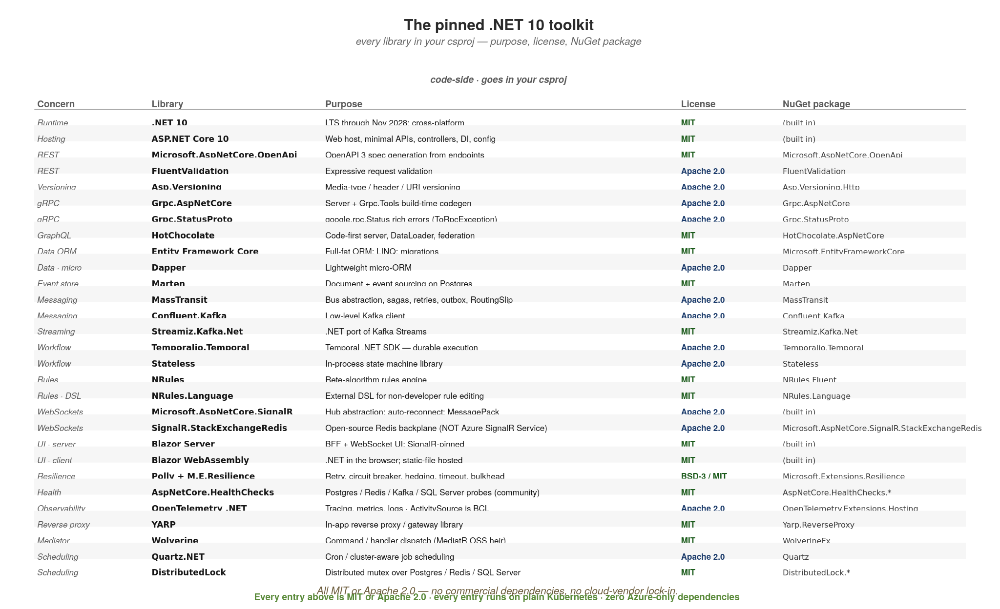 The pinned .NET 10 toolkit
every library in your csproj — purpose, license, NuGet package
code-side · goes in your csproj
Concern Library Purpose License NuGet package
Runtime .NET 10 LTS through Nov 2028; cross-platform MIT (built in)
Hosting ASP.NET Core 10 Web host, minimal APIs, controllers, DI, config MIT (built in)
REST Microsoft.AspNetCore.OpenApi OpenAPI 3 spec generation from endpoints MIT Microsoft.AspNetCore.OpenApi
REST FluentValidation Expressive request validation Apache 2.0 FluentValidation
Versioning Asp.Versioning Media-type / header / URI versioning Apache 2.0 Asp.Versioning.Http
gRPC Grpc.AspNetCore Server + Grpc.Tools build-time codegen Apache 2.0 Grpc.AspNetCore
gRPC Grpc.StatusProto google.rpc.Status rich errors (ToRpcException) Apache 2.0 Grpc.StatusProto
GraphQL HotChocolate Code-first server, DataLoader, federation MIT HotChocolate.AspNetCore
Data ORM Entity Framework Core Full-fat ORM; LINQ; migrations MIT Microsoft.EntityFrameworkCore
Data · micro Dapper Lightweight micro-ORM Apache 2.0 Dapper
Event store Marten Document + event sourcing on Postgres MIT Marten
Messaging MassTransit Bus abstraction, sagas, retries, outbox, RoutingSlip Apache 2.0 MassTransit
Messaging Confluent.Kafka Low-level Kafka client Apache 2.0 Confluent.Kafka
Streaming Streamiz.Kafka.Net .NET port of Kafka Streams MIT Streamiz.Kafka.Net
Workflow Temporalio.Temporal Temporal .NET SDK — durable execution Apache 2.0 Temporalio.Temporal
Workflow Stateless In-process state machine library Apache 2.0 Stateless
Rules NRules Rete-algorithm rules engine MIT NRules.Fluent
Rules · DSL NRules.Language External DSL for non-developer rule editing MIT NRules.Language
WebSockets Microsoft.AspNetCore.SignalR Hub abstraction; auto-reconnect; MessagePack Apache 2.0 (built in)
WebSockets SignalR.StackExchangeRedis Open-source Redis backplane (NOT Azure SignalR Service) Apache 2.0 Microsoft.AspNetCore.SignalR.StackExchangeRedis
UI · server Blazor Server BFF + WebSocket UI; SignalR-pinned MIT (built in)
UI · client Blazor WebAssembly .NET in the browser; static-file hosted MIT (built in)
Resilience Polly + M.E.Resilience Retry, circuit breaker, hedging, timeout, bulkhead BSD-3 / MIT Microsoft.Extensions.Resilience
Health AspNetCore.HealthChecks Postgres / Redis / Kafka / SQL Server probes (community) MIT AspNetCore.HealthChecks.*
Observability OpenTelemetry .NET Tracing, metrics, logs · ActivitySource is BCL Apache 2.0 OpenTelemetry.Extensions.Hosting
Reverse proxy YARP In-app reverse proxy / gateway library MIT Yarp.ReverseProxy
Mediator Wolverine Command / handler dispatch (MediatR OSS heir) MIT WolverineFx
Scheduling Quartz.NET Cron / cluster-aware job scheduling Apache 2.0 Quartz
Scheduling DistributedLock Distributed mutex over Postgres / Redis / SQL Server MIT DistributedLock.*
All MIT or Apache 2.0 — no commercial dependencies, no cloud-vendor lock-in.
Every entry above is MIT or Apache 2.0 · every entry runs on plain Kubernetes · zero Azure-only dependencies